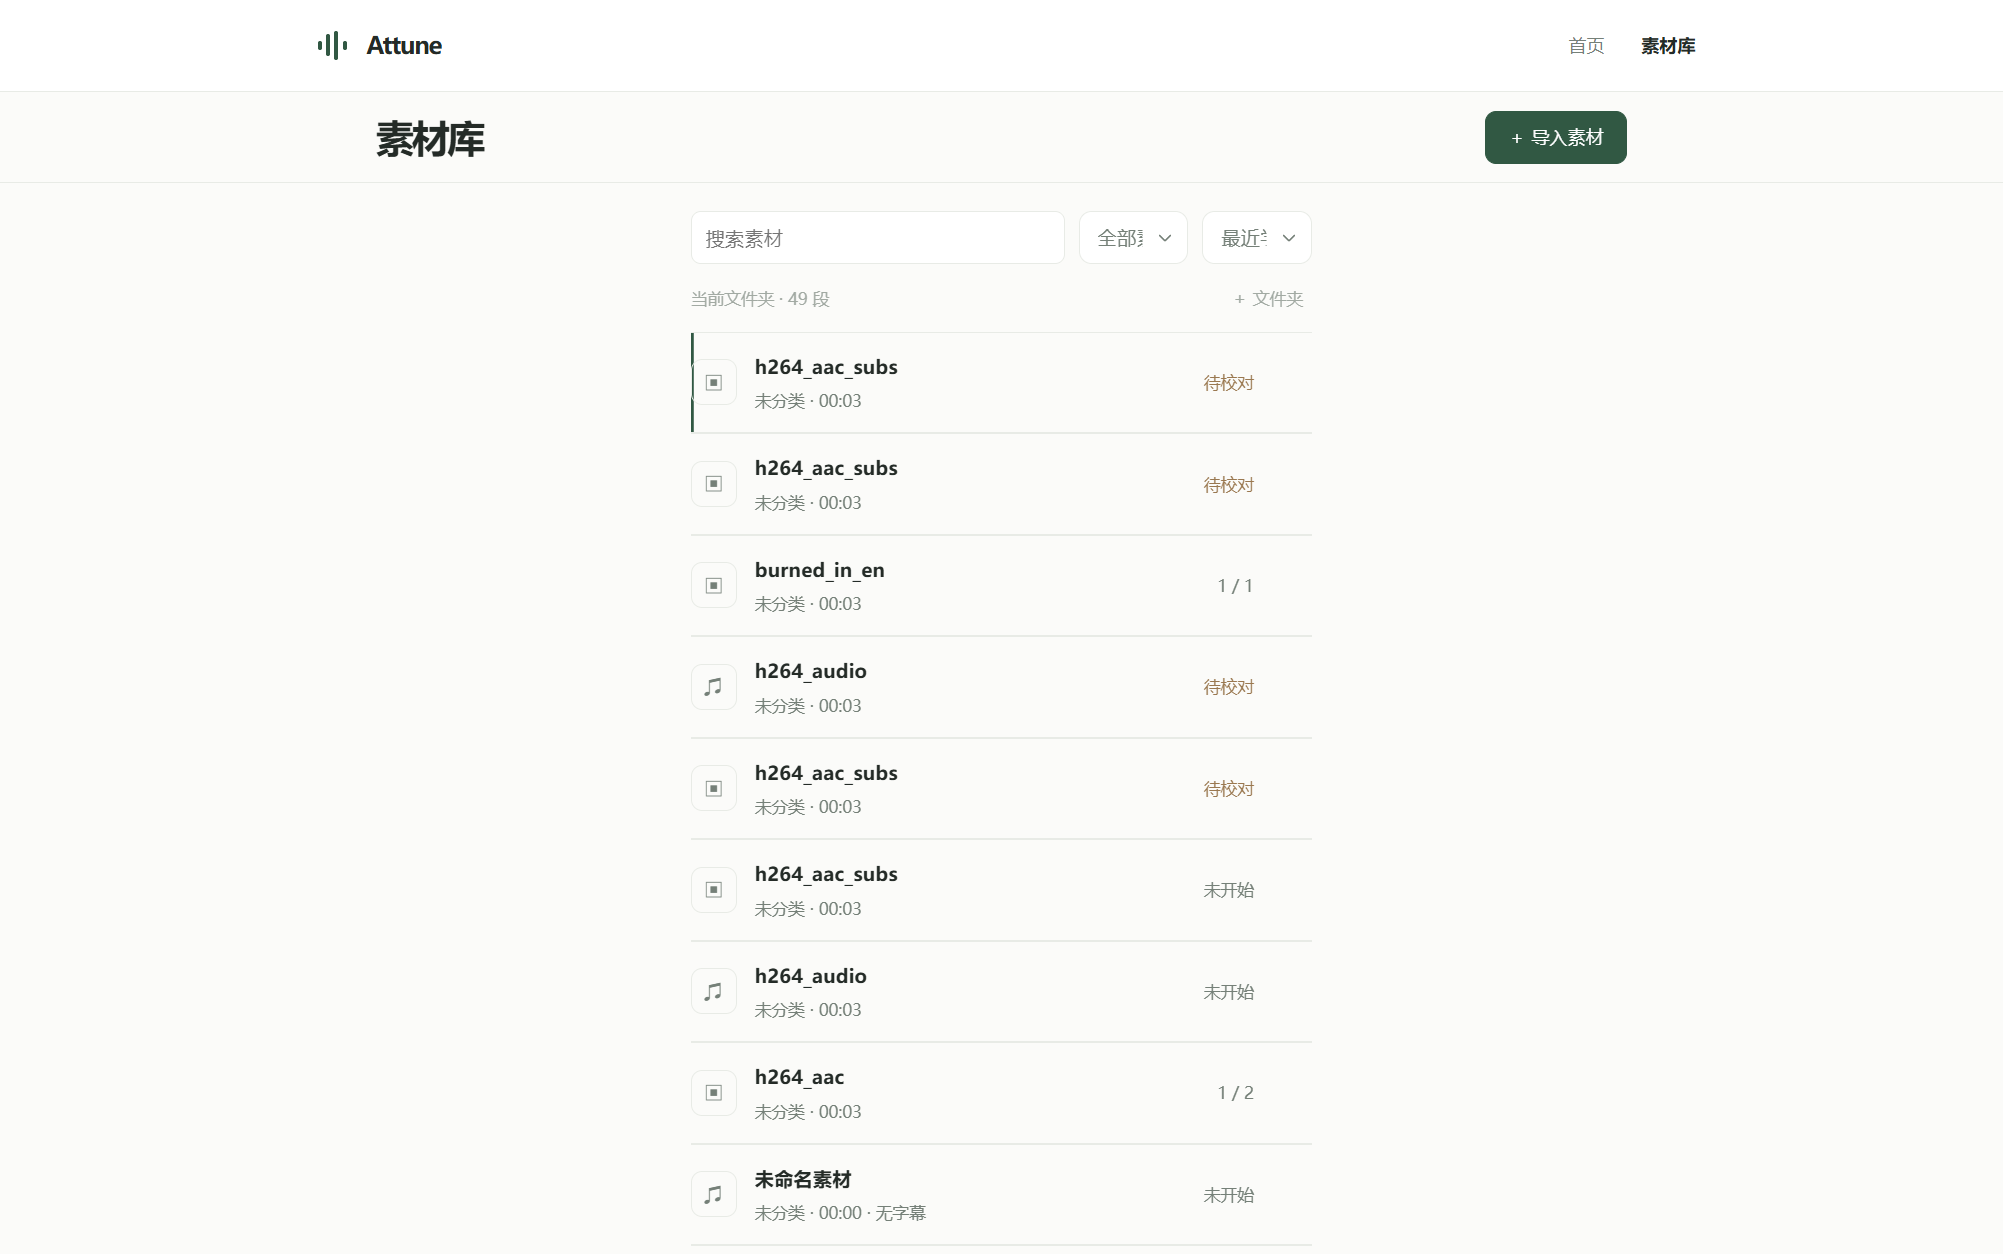 Attune
首页
素材库
素材库
+ 导入素材
搜索素材
全部
最近
当前文件夹 · 49 段
+ 文件夹
h264_aac_subs
未分类 · 00:03
待校对
h264_aac_subs
未分类 · 00:03
待校对
burned_in_en
未分类 · 00:03
1 / 1
h264_audio
未分类 · 00:03
待校对
h264_aac_subs
未分类 · 00:03
待校对
h264_aac_subs
未分类 · 00:03
未开始
h264_audio
未分类 · 00:03
未开始
h264_aac
未分类 · 00:03
1 / 2
未命名素材
未分类 · 00:00 · 无字幕
未开始